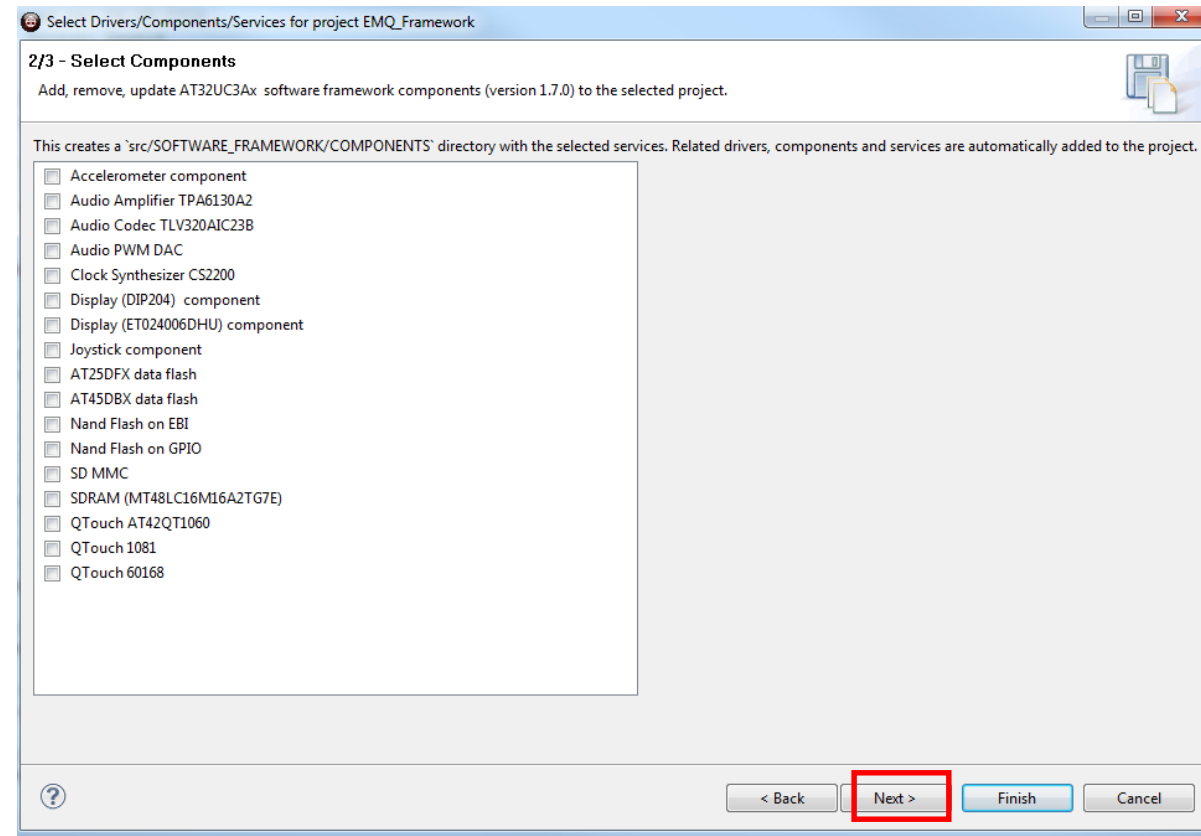 Select Drivers/Components/Services for project EMQ_Framework
2/3 - Select Components
Add, remove, update AT32UC3Ax software framework components (version 1.7.0) to the selected project.
This creates a `src/SOFTWARE_FRAMEWORK/COMPONENTS` directory with the selected services. Related drivers, components and services are automatically added to the project.
Accelerometer component
Audio Amplifier TPA6130A2
Audio Codec TLV320AIC23B
Audio PWM DAC
Clock Synthesizer CS2200
Display (DIP204) component
Display (ET024006DHU) component
Joystick component
AT25DFX data flash
AT45DBX data flash
Nand Flash on EBI
Nand Flash on GPIO
SD MMC
SDRAM (MT48LC16M16A2TG7E)
QTouch AT42QT1060
QTouch 1081
QTouch 60168
? < Back Next > Finish Cancel